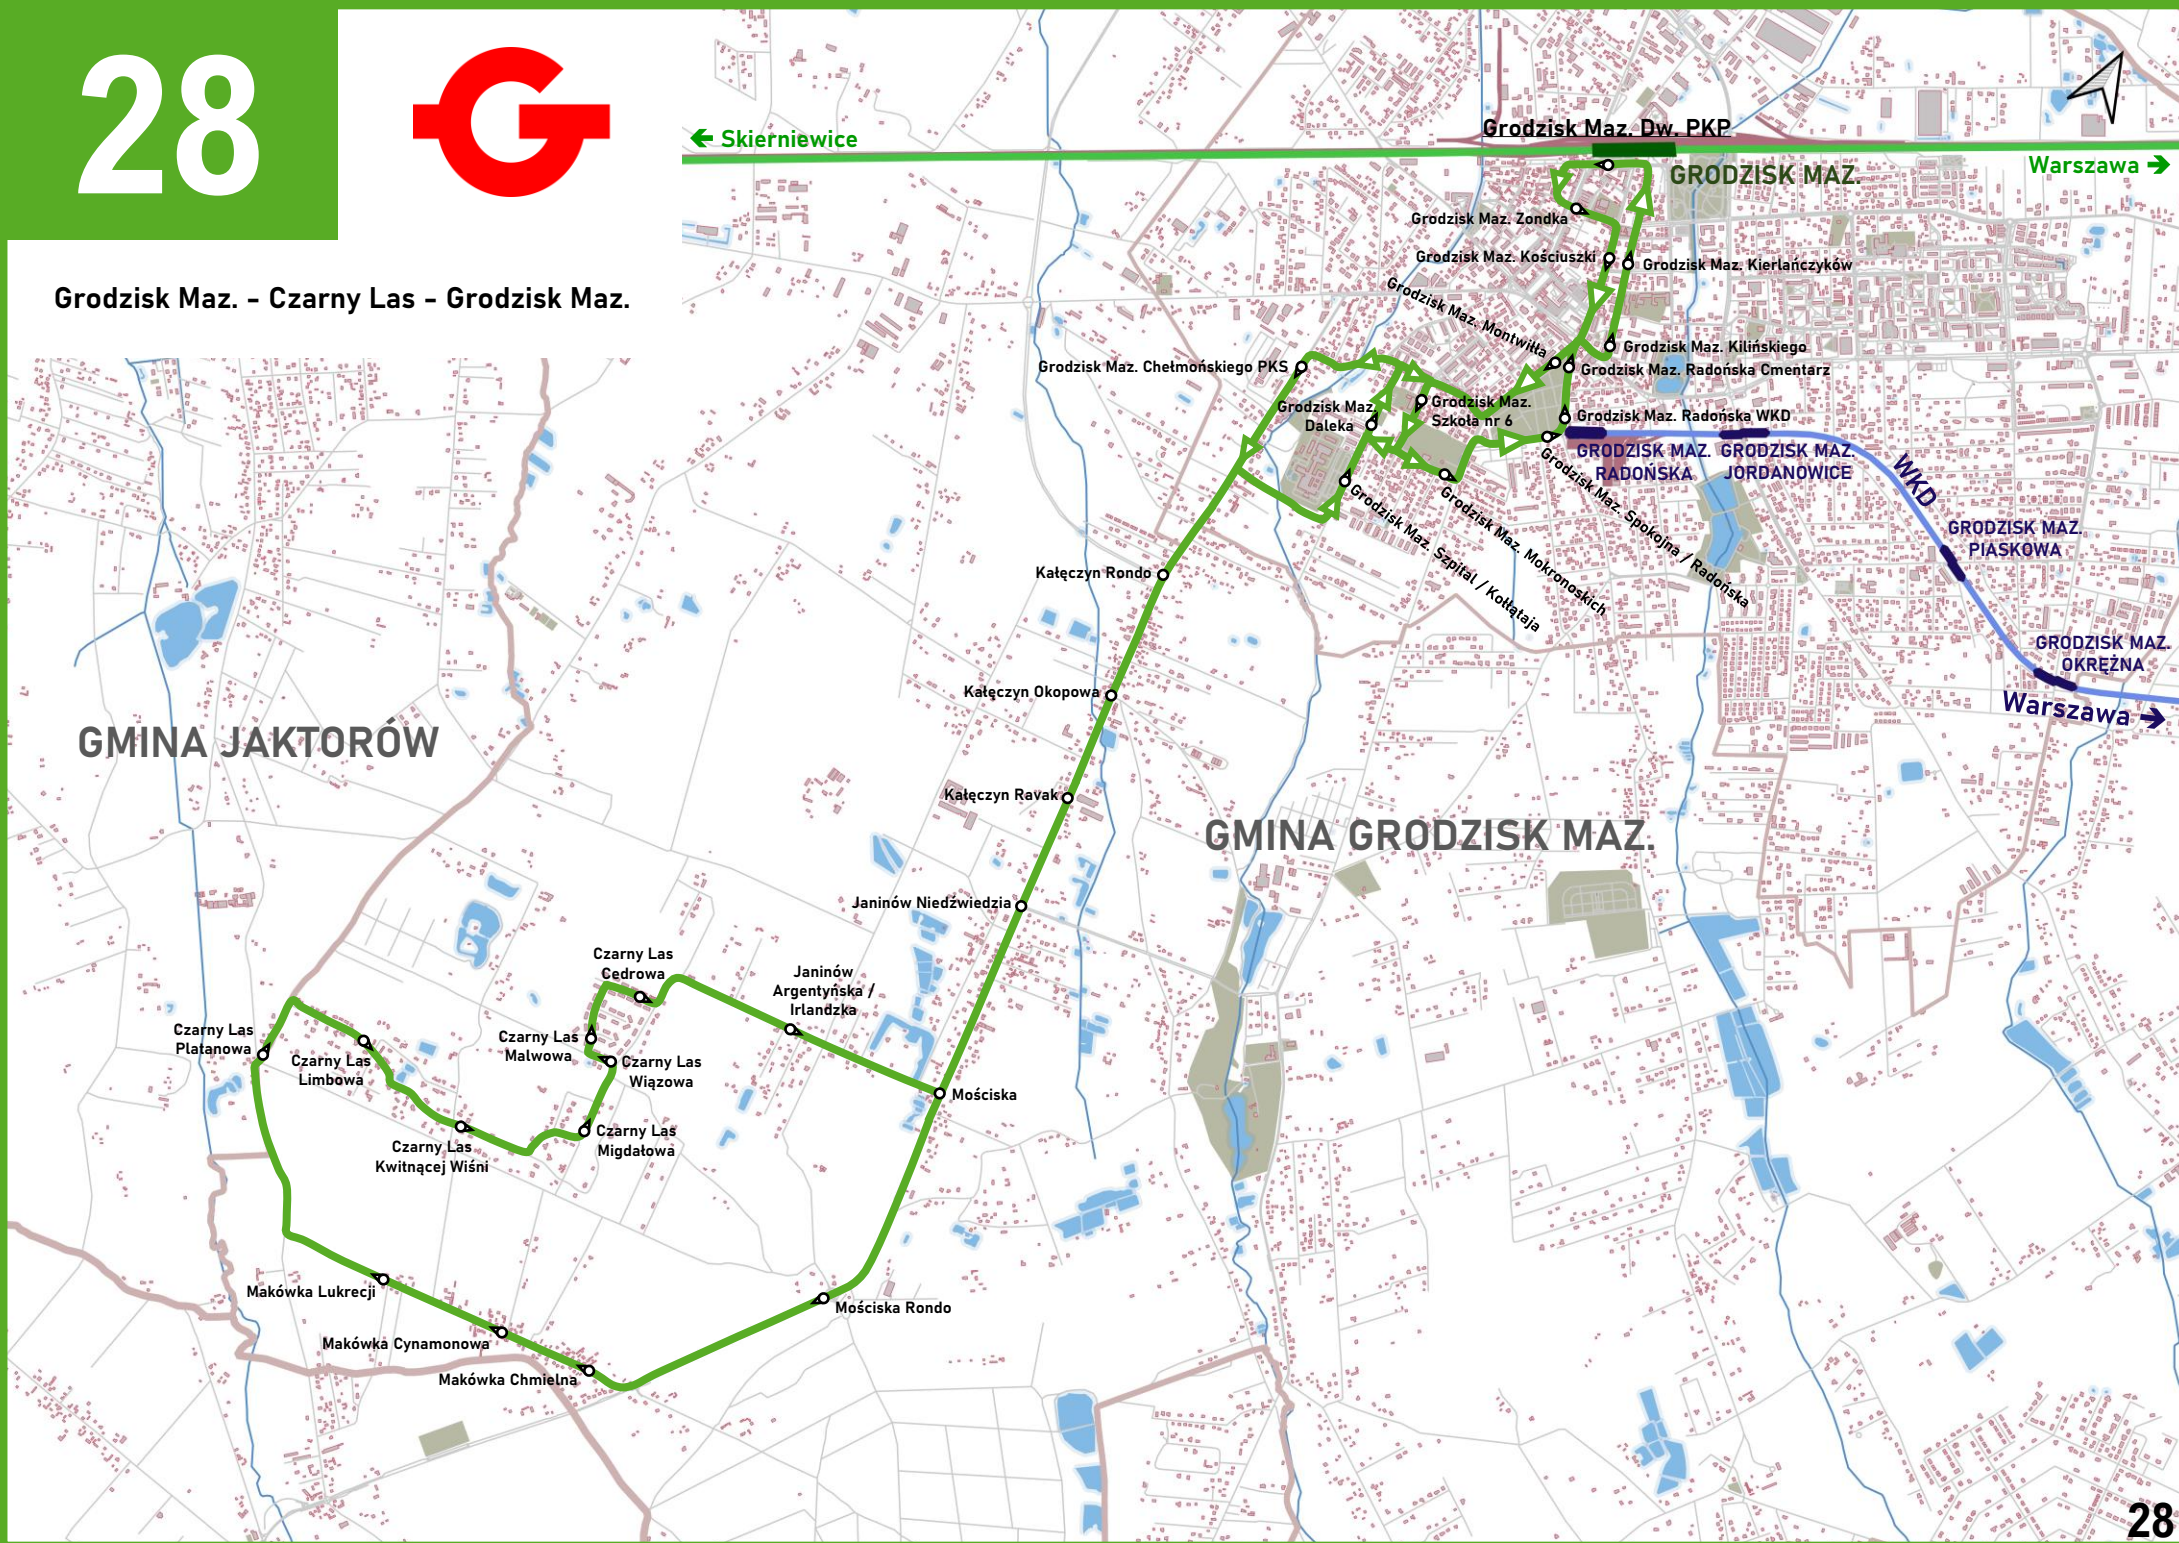 28
G
Grodzisk Maz. - Czarny Las - Grodzisk Maz.
← Skierniewice
Grodzisk Maz. Dw. PKP
GRODZISK MAZ.
Warszawa →
Grodzisk Maz. Żondka
Grodzisk Maz. Kościuszki
Grodzisk Maz. Kierlańczyków
Grodzisk Maz. Montwiłła
Grodzisk Maz. Kilińskiego
Grodzisk Maz. Chełmońskiego PKS
Grodzisk Maz. Radońska Cmentarz
Grodzisk Maz.
Daleka
Grodzisk Maz.
Szkoła nr 6
Grodzisk Maz. Radońska WKD
GRODZISK MAZ.
RADOŃSKA
GRODZISK MAZ.
JORDANOWICE
WKD
Grodzisk Maz. Spokojna / Radońska
Grodzisk Maz. Mokronoskich
Grodzisk Maz. Szpital / Kołłątaja
GRODZISK MAZ.
PIASKOWA
GRODZISK MAZ.
OKRĘŻNA
Warszawa →
Kałęczyn Rondo
Kałęczyn Okopowa
GMINA JAKTORÓW
Kałęczyn Ravak
GMINA GRODZISK MAZ.
Janinów Niedźwiedzia
Czarny Las
Cedrowa
Janinów
Argentyńska /
Irlandzka
Czarny Las
Platanowa
Czarny Las
Limbowa
Czarny Las
Malwowa
Czarny Las
Wiązowa
Mościska
Czarny Las
Kwitnącej Wiśni
Czarny Las
Migdałowa
Makówka Lukrecji
Mościska Rondo
Makówka Cynamonowa
Makówka Chmielna
28